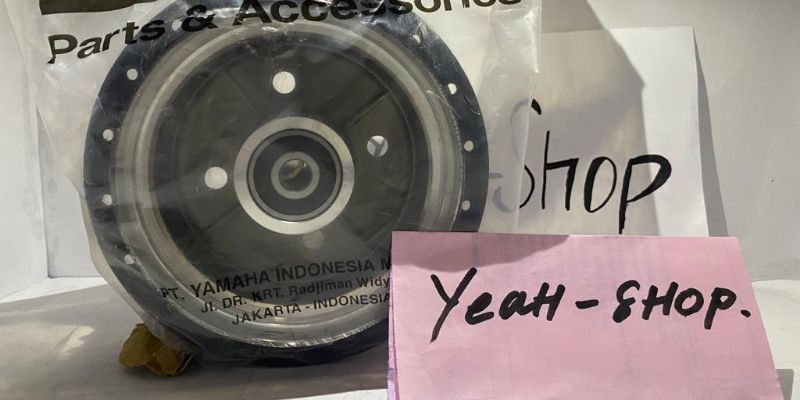 Parts & Accessories
Shop
PT. YAMAHA INDONESIA M
Jl. DR. KRT. Radjiman Widy
JAKARTA - INDONESIA
YeaH - SHOP.